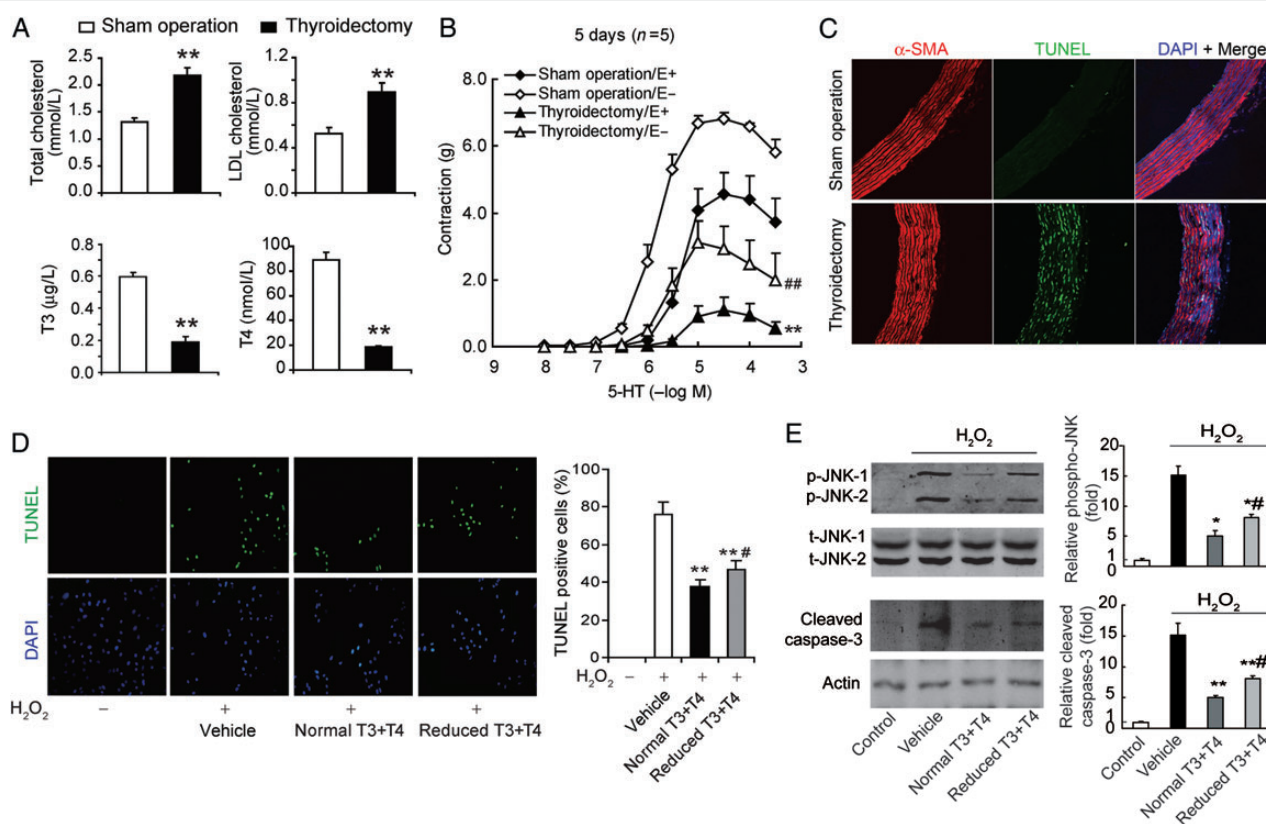 A
Sham operation
Thyroidectomy
Total cholesterol
(mmol/L)
2.5
2.0
1.5
1.0
0.5
0.0
**
LDL cholesterol
(mmol/L)
1.2
0.9
0.6
0.3
0.0
**
T3 (µg/L)
0.8
0.6
0.4
0.2
0.0
**
T4 (nmol/L)
100
80
60
40
20
0
**
B
5 days (n=5)
Sham operation/E+
Sham operation/E–
Thyroidectomy/E+
Thyroidectomy/E–
Contraction (g)
8.0
6.0
4.0
2.0
0.0
##
**
9 8 7 6 5 4 3
5-HT (–log M)
C
α-SMA TUNEL DAPI + Merge
Sham operation
Thyroidectomy
D
TUNEL
DAPI
H2O2 – + + +
Vehicle Normal T3+T4 Reduced T3+T4
TUNEL positive cells (%)
100
80
60
40
20
0
**
**#
H2O2 – + + +
Vehicle
Normal T3+T4
Reduced T3+T4
E
H2O2
p-JNK-1
p-JNK-2
t-JNK-1
t-JNK-2
Cleaved
caspase-3
Actin
Control
Vehicle
Normal T3+T4
Reduced T3+T4
Relative phospho-JNK
(fold)
H2O2
20
15
10
5
1
0
*
*#
Relative cleaved
caspase-3 (fold)
H2O2
20
15
10
5
1
0
**
**#
Control
Vehicle
Normal T3+T4
Reduced T3+T4